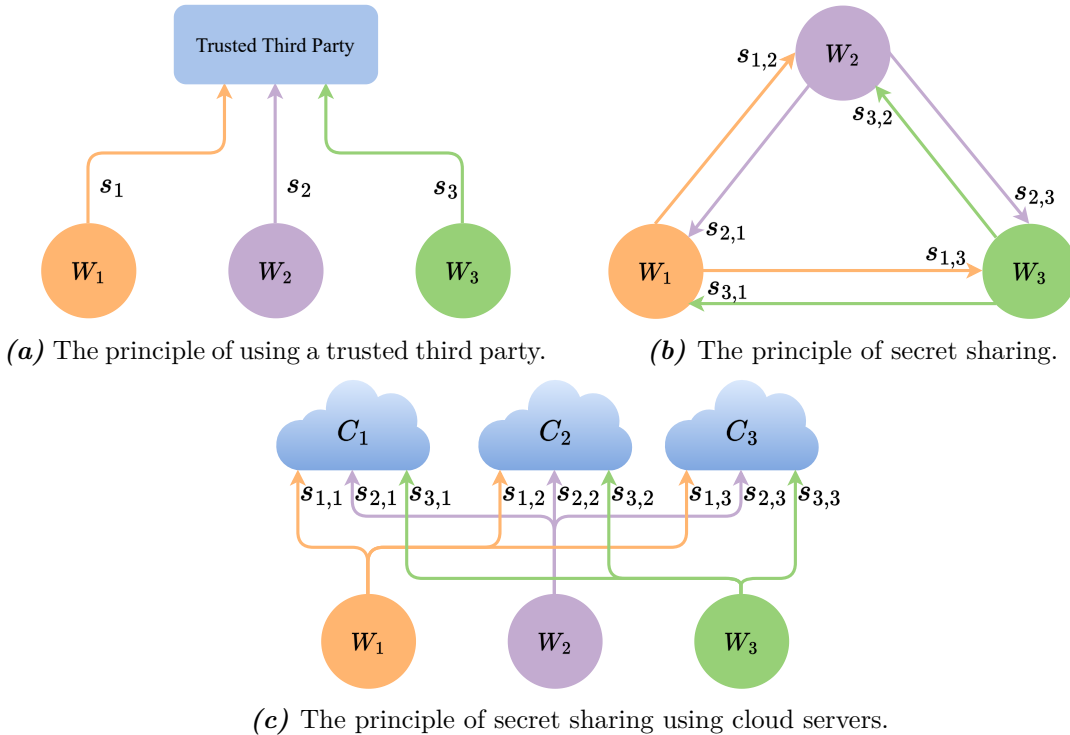 Trusted Third Party
s₁
s₂
s₃
W₁
W₂
W₃
(a) The principle of using a trusted third party.
W₂
s₁,₂
s₃,₂
s₂,₃
s₂,₁
s₁,₃
W₁
W₃
s₃,₁
(b) The principle of secret sharing.
C₁
C₂
C₃
s₁,₁ s₂,₁ s₃,₁ s₁,₂ s₂,₂ s₃,₂ s₁,₃ s₂,₃ s₃,₃
W₁
W₂
W₃
(c) The principle of secret sharing using cloud servers.